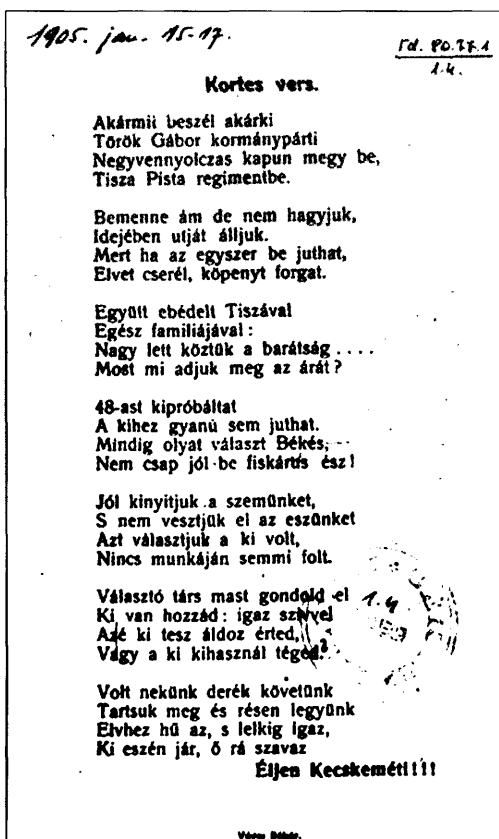 1905. jan. 15-17.
1.4.
Kortes vers.
Akármit beszél akárki
Török Gábor kormánypárti
Negyvennyolczas kapun megy be,
Tisza Pista regimentbe.
Bemenne ám de nem hagyjuk,
Idejében utját álljuk.
Mert ha az egyszer be juthat,
Elvet cserél, köpenyt forgat.
Együtt ebédelt Tiszával
Egész familiájával :
Nagy lett köztük a barátság . . . .
Most mi adjuk meg az árát ?
48-ast kipróbáltat
A kihez gyanú sem juthat.
Mindig olyat választ Békés,
Nem csap jól be fiskárus ész !
Jól kinyitjuk a szemünket,
S nem vesztjük el az eszünket
Azt választjuk a ki volt,
Nincs munkáján semmi folt.
Választó társ mast gondold el
Ki van hozzád : igaz szivvel
Azé ki tesz áldoz érted,
Vagy a ki kihasznál téged.
1.4
Volt nekünk derék követünk
Tartsuk meg és résen legyünk
Elvhez hű az, s lelkig igaz,
Ki eszén jár, ő rá szavaz
Éljen Kecskeméti ! ! ! !